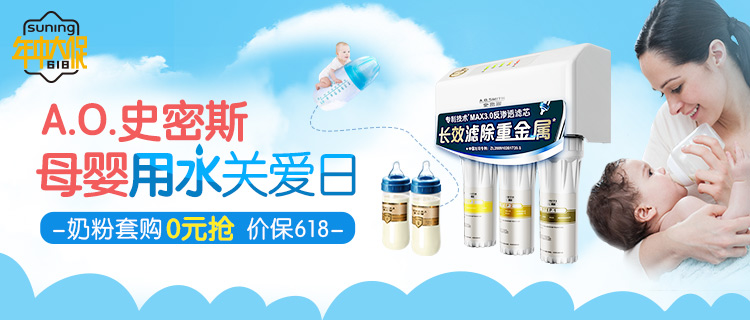 suning
年中大保
618
A.O.史密斯
母婴用水关爱日
-奶粉套购0元抢 价保618-
专利技术*MAX3.0反渗透滤芯
长效滤除重金属*